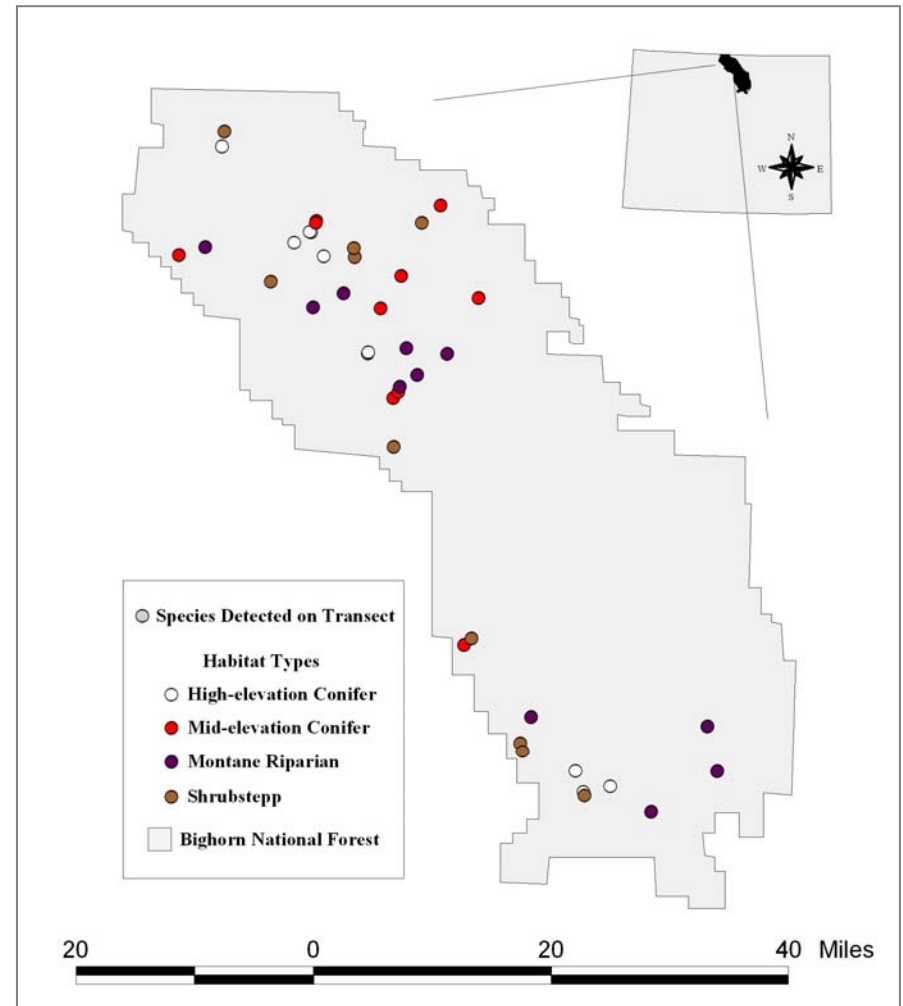 N
W E
S
Species Detected on Transect
Habitat Types
High-elevation Conifer
Mid-elevation Conifer
Montane Riparian
Shrubstepp
Bighorn National Forest
20 0 20 40 Miles